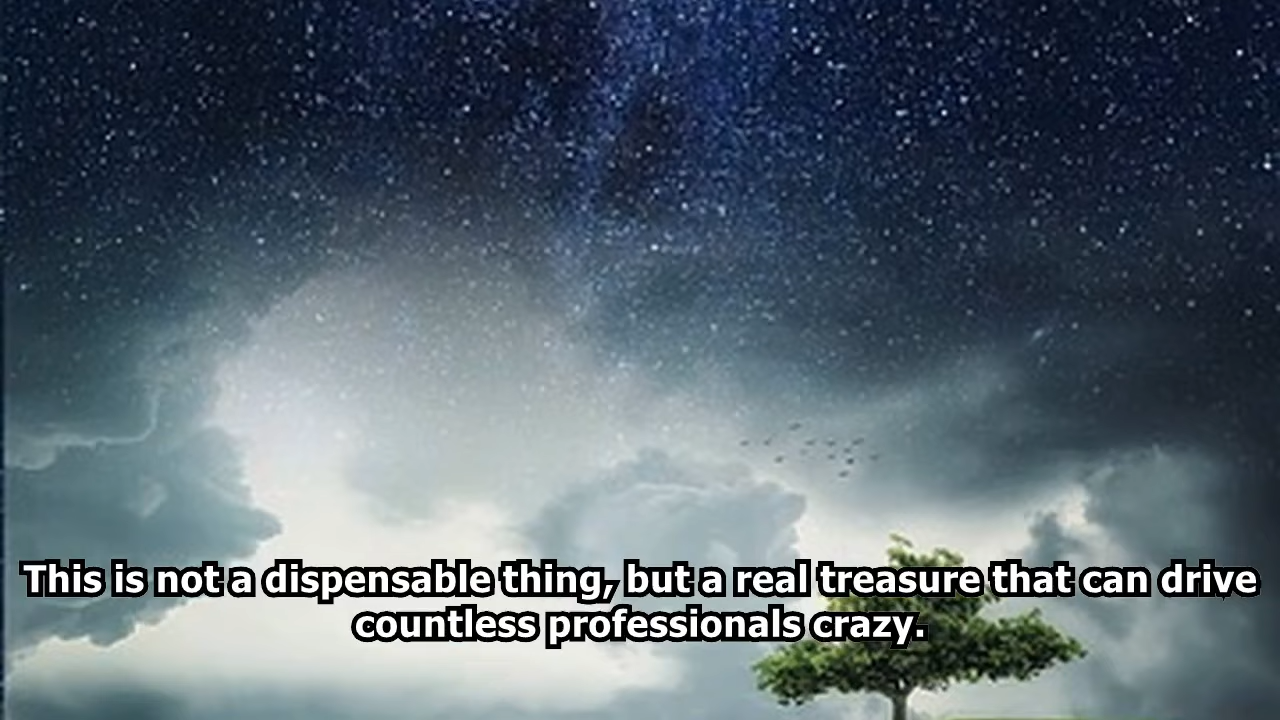 This is not a dispensable thing, but a real treasure that can drive
countless professionals crazy.